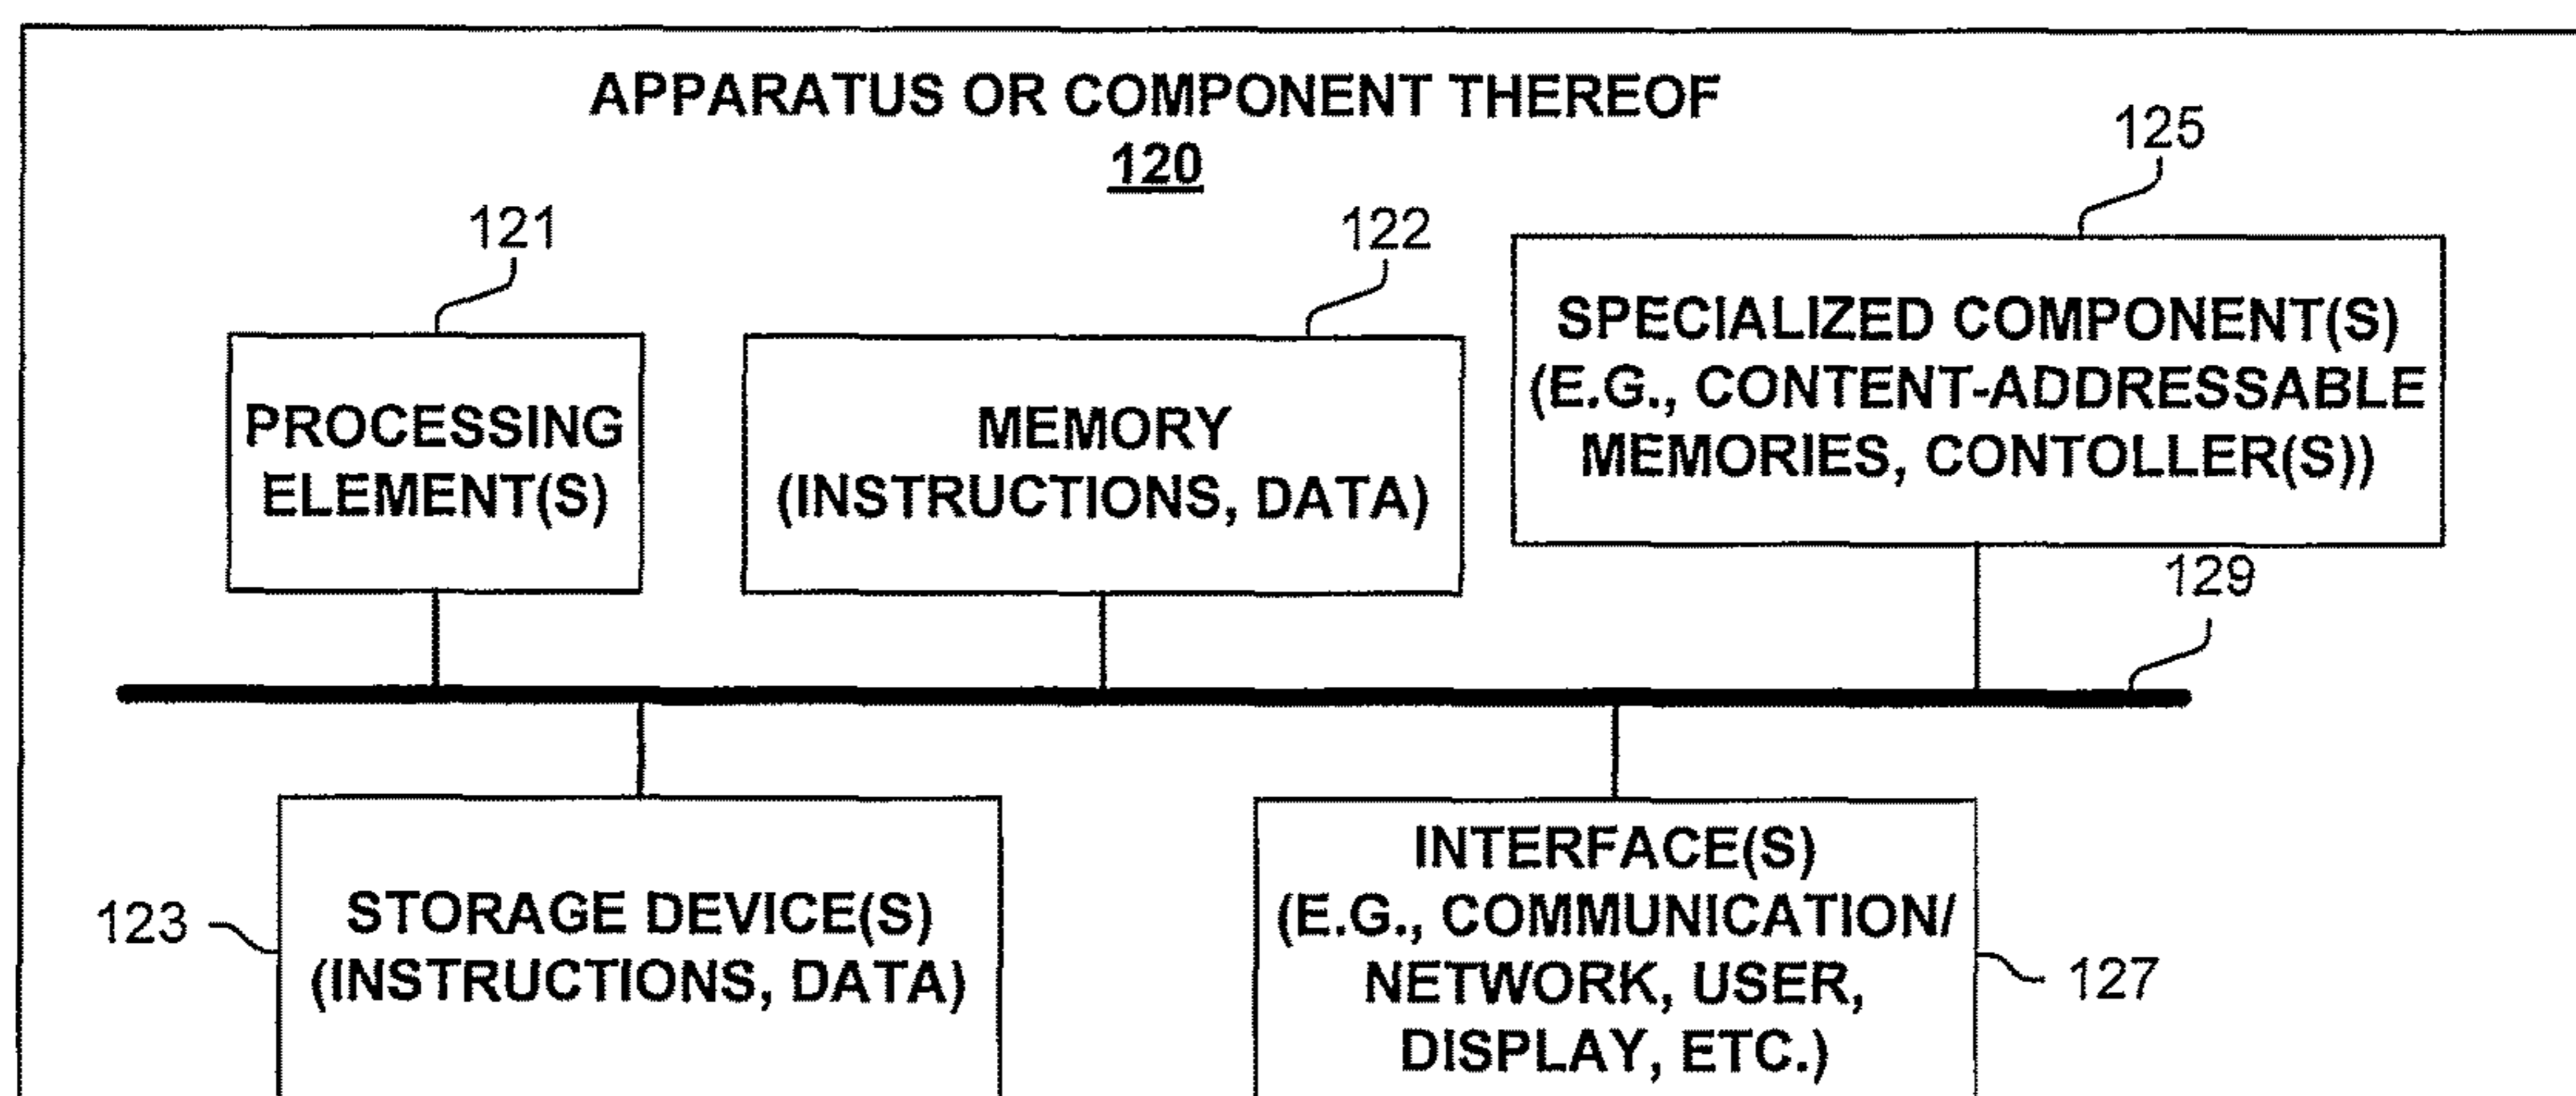 APPARATUS OR COMPONENT THEREOF
120
121
122
125
PROCESSING
ELEMENT(S)
MEMORY
(INSTRUCTIONS, DATA)
SPECIALIZED COMPONENT(S)
(E.G., CONTENT-ADDRESSABLE
MEMORIES, CONTOLLER(S))
129
123
STORAGE DEVICE(S)
(INSTRUCTIONS, DATA)
INTERFACE(S)
(E.G., COMMUNICATION/
NETWORK, USER,
DISPLAY, ETC.)
127